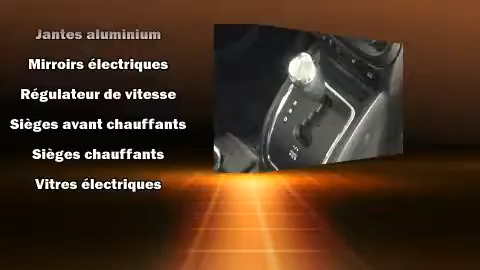 Jantes aluminium
Mirroirs électriques
Régulateur de vitesse
Sièges avant chauffants
Sièges chauffants
Vitres électriques